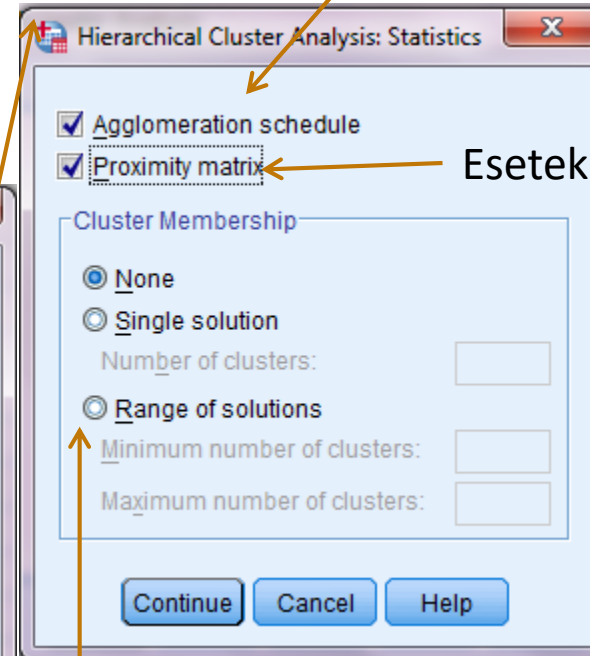 Hierarchical Cluster Analysis: Statistics
Agglomeration schedule
Proximity matrix
Esetek
Cluster Membership
None
Single solution
Number of clusters:
Range of solutions
Minimum number of clusters:
Maximum number of clusters:
Continue Cancel Help